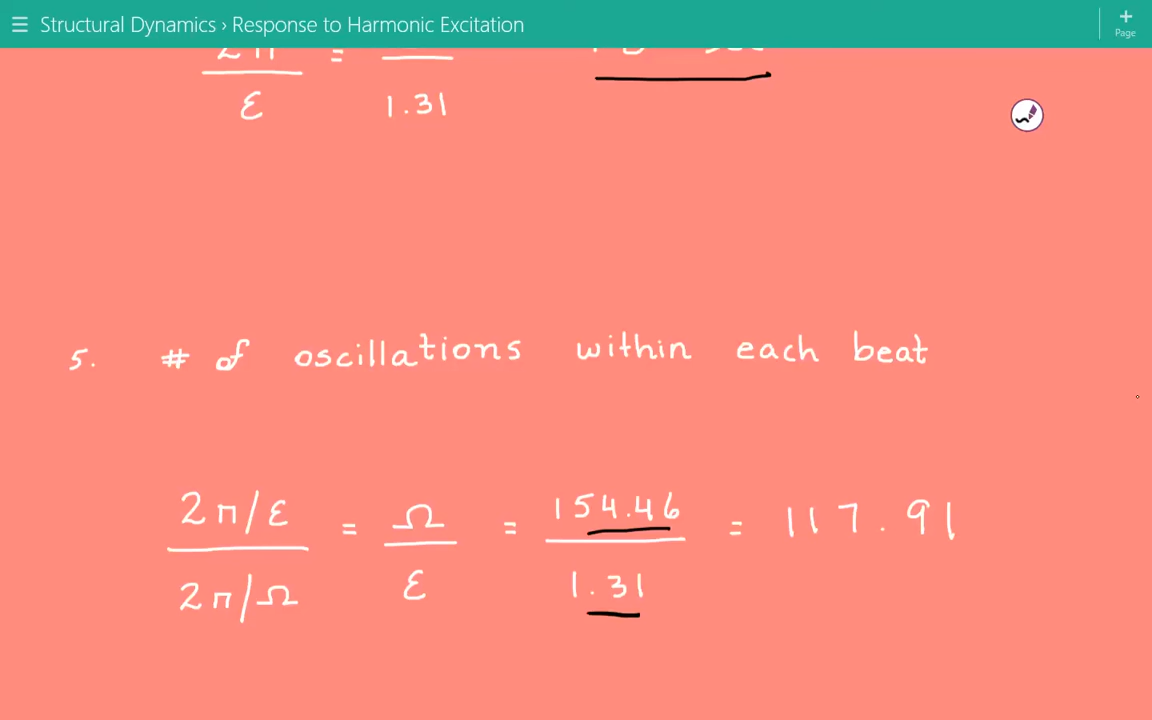 Structural Dynamics › Response to Harmonic Excitation
Page
2π/ε = /1.31
5. # of oscillations within each beat
(2π/ε)/(2π/Ω) = Ω/ε = 154.46/1.31 = 117.91